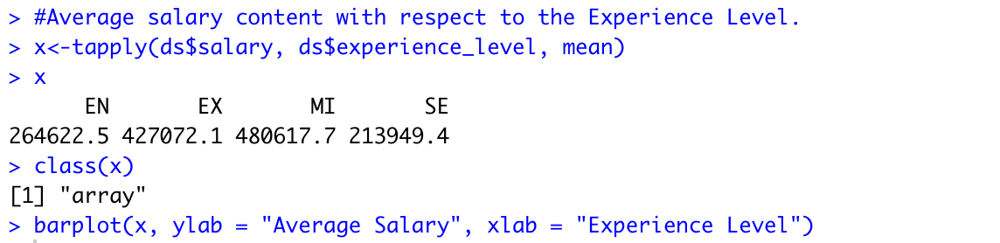 > #Average salary content with respect to the Experience Level.
> x<-tapply(ds$salary, ds$experience_level, mean)
> x
      EN       EX       MI       SE
264622.5 427072.1 480617.7 213949.4
> class(x)
[1] "array"
> barplot(x, ylab = "Average Salary", xlab = "Experience Level")